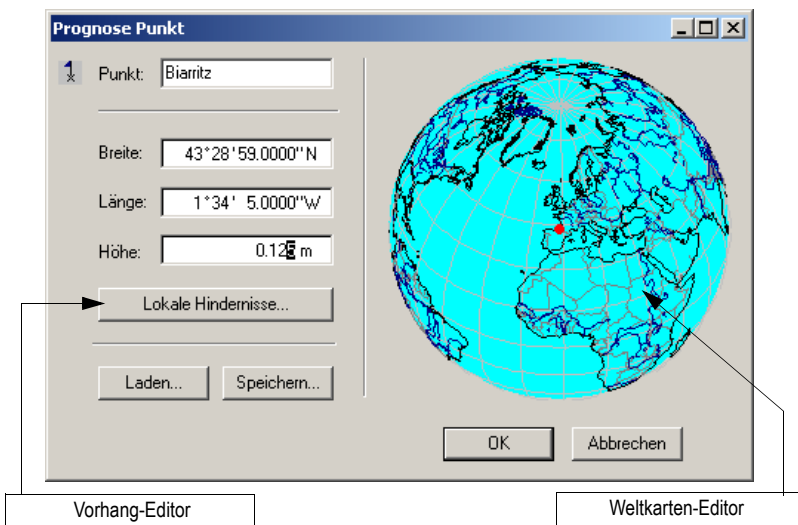 Prognose Punkt
Punkt: Biarritz
Breite: 43°28'59.0000"N
Länge: 1°34' 5.0000"W
Höhe: 0.125 m
Lokale Hindernisse...
Laden... Speichern...
OK Abbrechen
Vorhang-Editor
Weltkarten-Editor